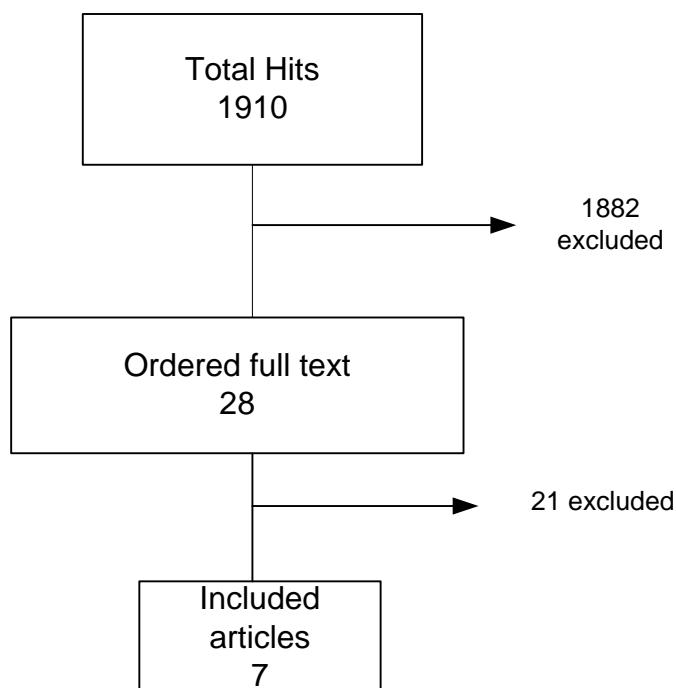 Total Hits
1910
1882
excluded
Ordered full text
28
21 excluded
Included
articles
7